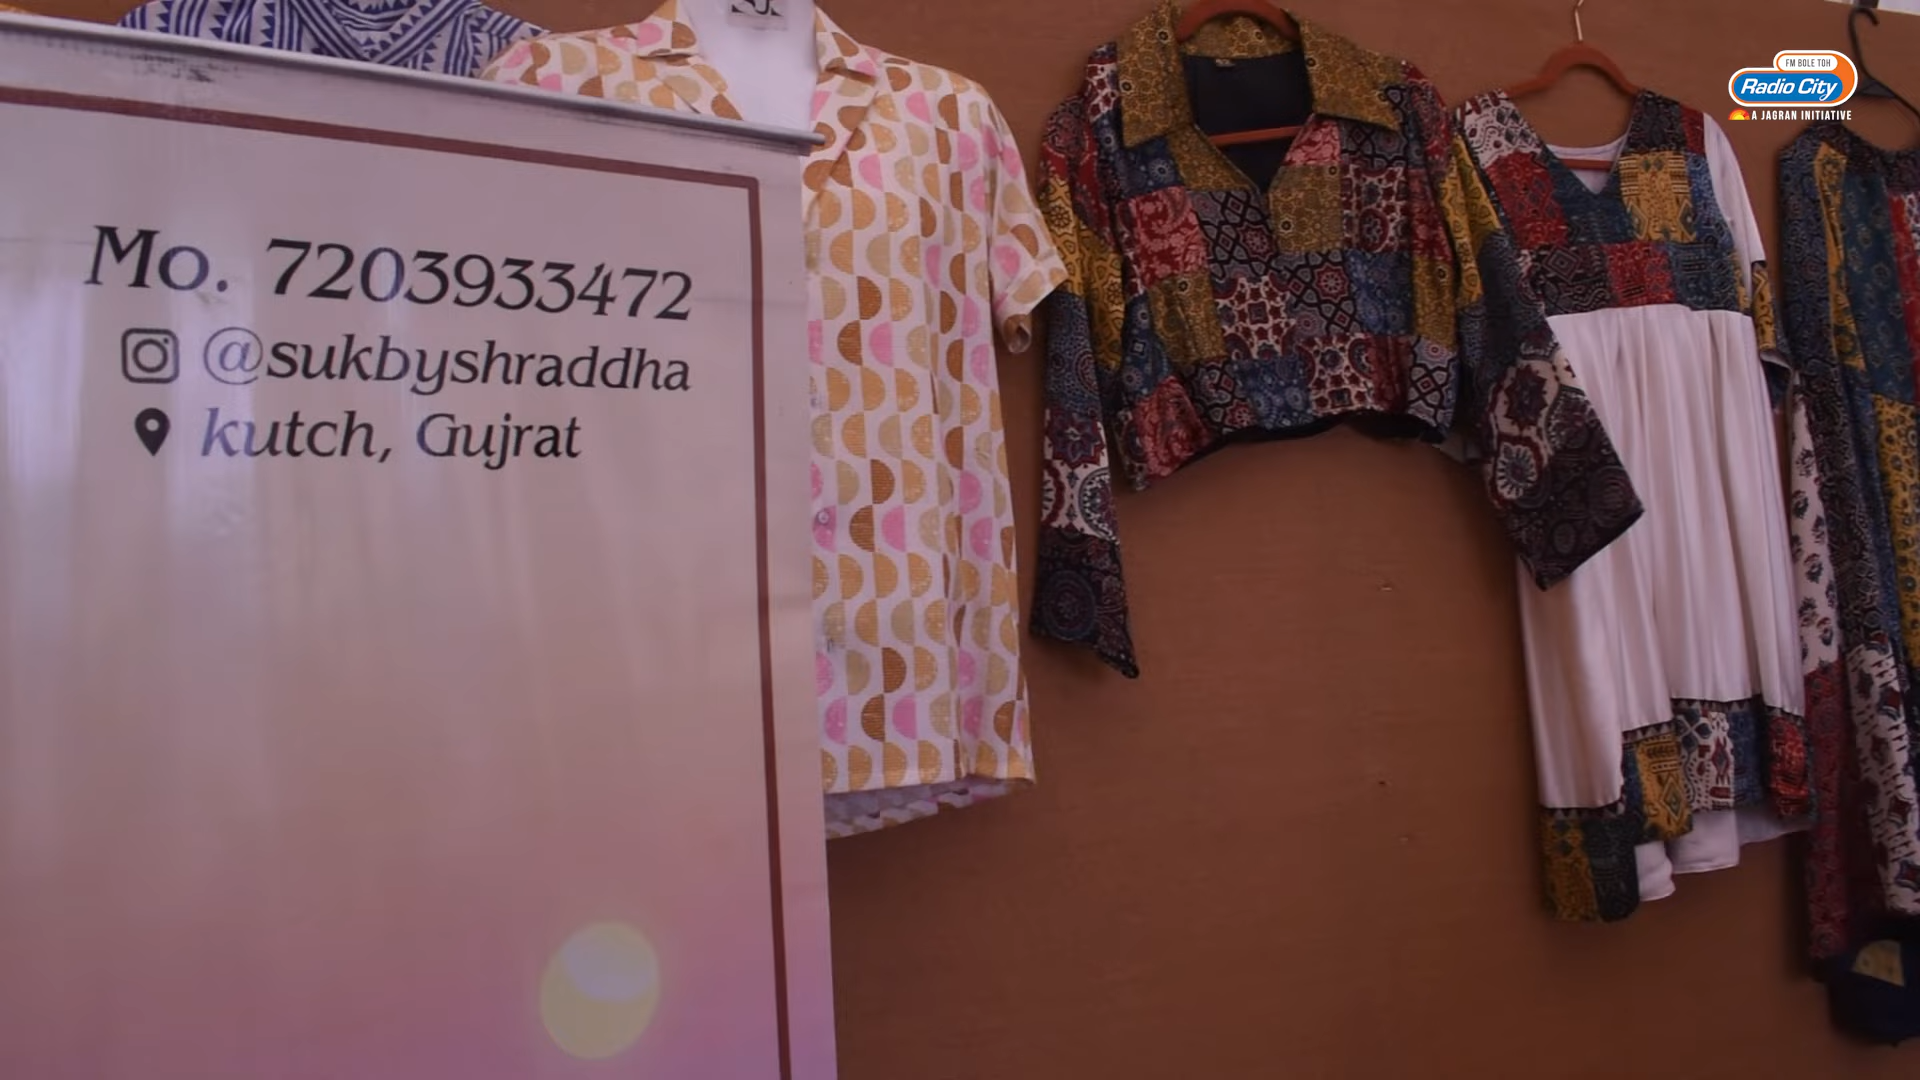 Mo. 7203933472
@sukbyshraddha
kutch, Gujrat
FM BOLE TOH
Radio City
A JAGRAN INITIATIVE